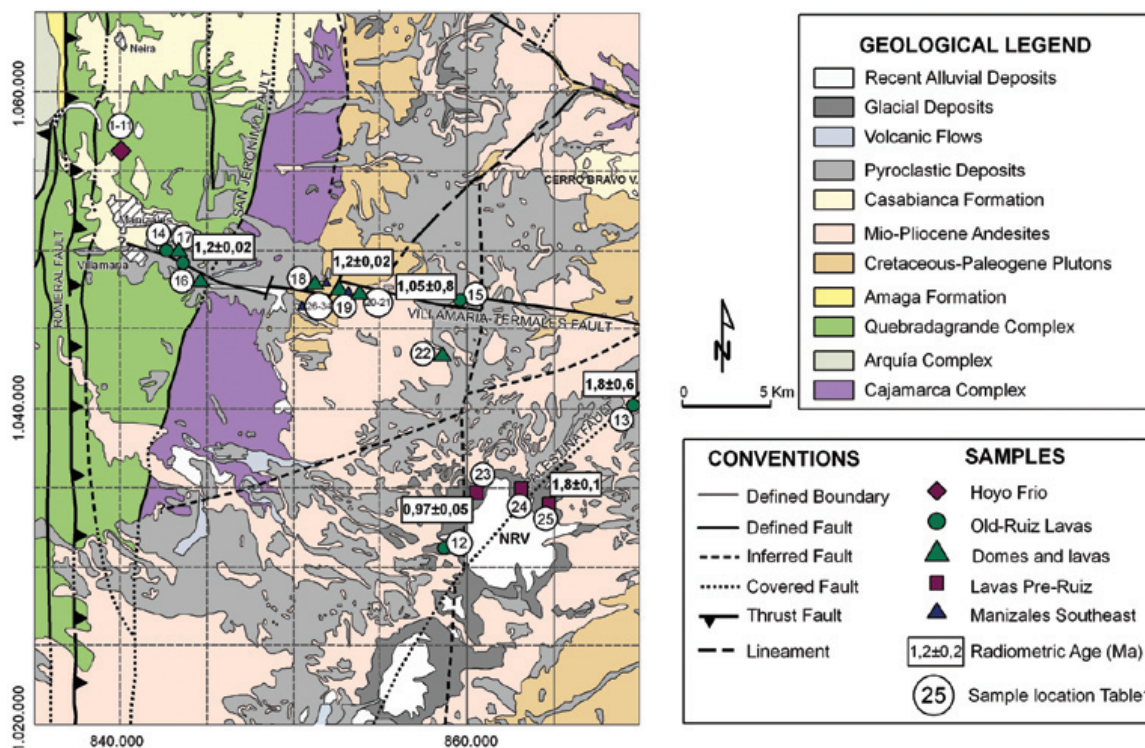 1.060.000
1.040.000
1.020.000
840.000
860.000
Neira
1-11
SAN JERONIMO FAULT
ROMERAL FAULT
CERRO BRAVO V.
14
17
1,2±0,02
Villamaria
16
18
1,2±0,02
1,05±0,8
15
26-34
19
20-21
VILLAMARIA-TERMALES FAULT
22
1,8±0,6
13
FAULT
23
1,8±0,1
0,97±0,05
24
25
NRV
12
N
0
5 Km
GEOLOGICAL LEGEND
Recent Alluvial Deposits
Glacial Deposits
Volcanic Flows
Pyroclastic Deposits
Casabianca Formation
Mio-Pliocene Andesites
Cretaceous-Paleogene Plutons
Amaga Formation
Quebradagrande Complex
Arquía Complex
Cajamarca Complex
CONVENTIONS
Defined Boundary
Defined Fault
Inferred Fault
Covered Fault
Thrust Fault
Lineament
SAMPLES
Hoyo Frio
Old-Ruiz Lavas
Domes and lavas
Lavas Pre-Ruiz
Manizales Southeast
1,2±0,2 Radiometric Age (Ma)
25 Sample location Table